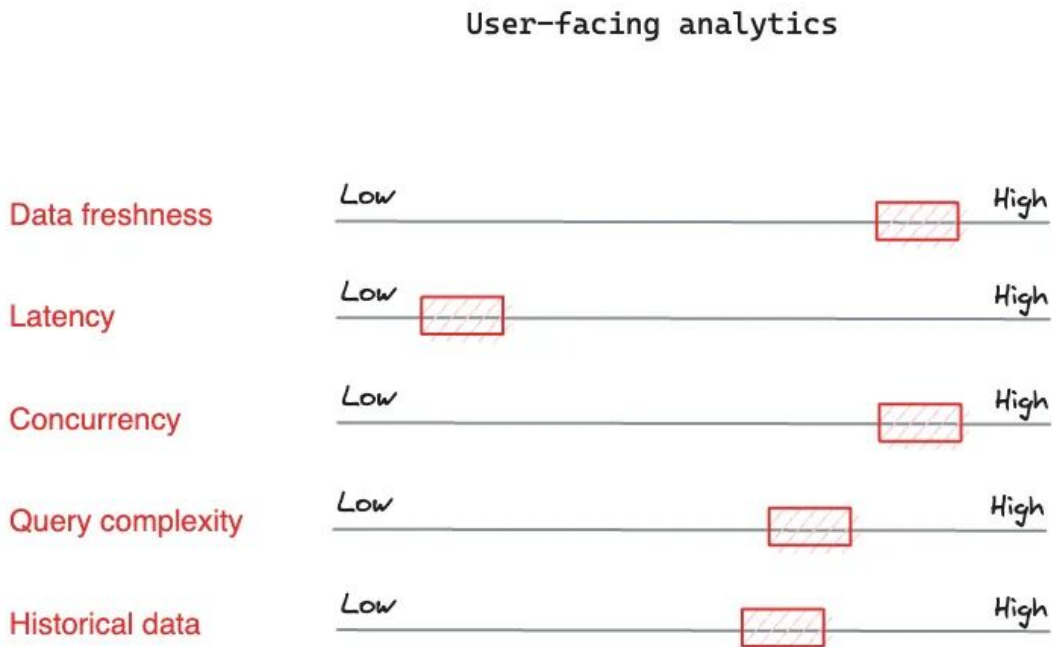 User-facing analytics
Low
High
Data freshness
Low
High
Latency
Low
High
Concurrency
Low
High
Query complexity
Low
High
Historical data